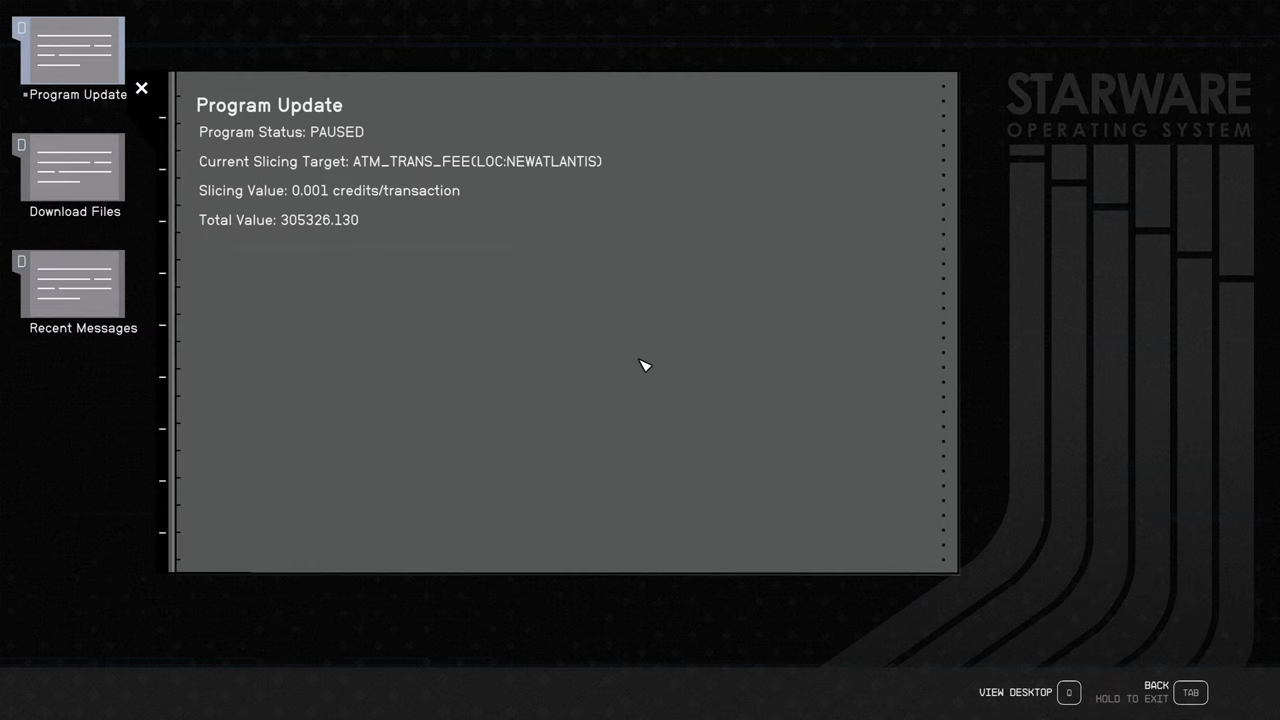 Program Update
Download Files
Recent Messages
Program Update
Program Status: PAUSED
Current Slicing Target: ATM_TRANS_FEE(LOC:NEWATLANTIS)
Slicing Value: 0.001 credits/transaction
Total Value: 305326.130
STARWARE
OPERATING SYSTEM
VIEW DESKTOP Q
BACK
HOLD TO EXIT TAB